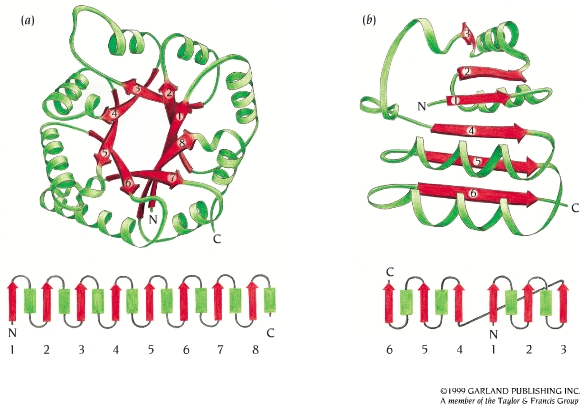 (a)
3
2
1
4
8
5
6
7
N
C
N
C
1 2 3 4 5 6 7 8
(b)
3
2
N
1
4
5
6
C
C
N
6 5 4 1 2 3
©1999 GARLAND PUBLISHING INC.
A member of the Taylor & Francis Group